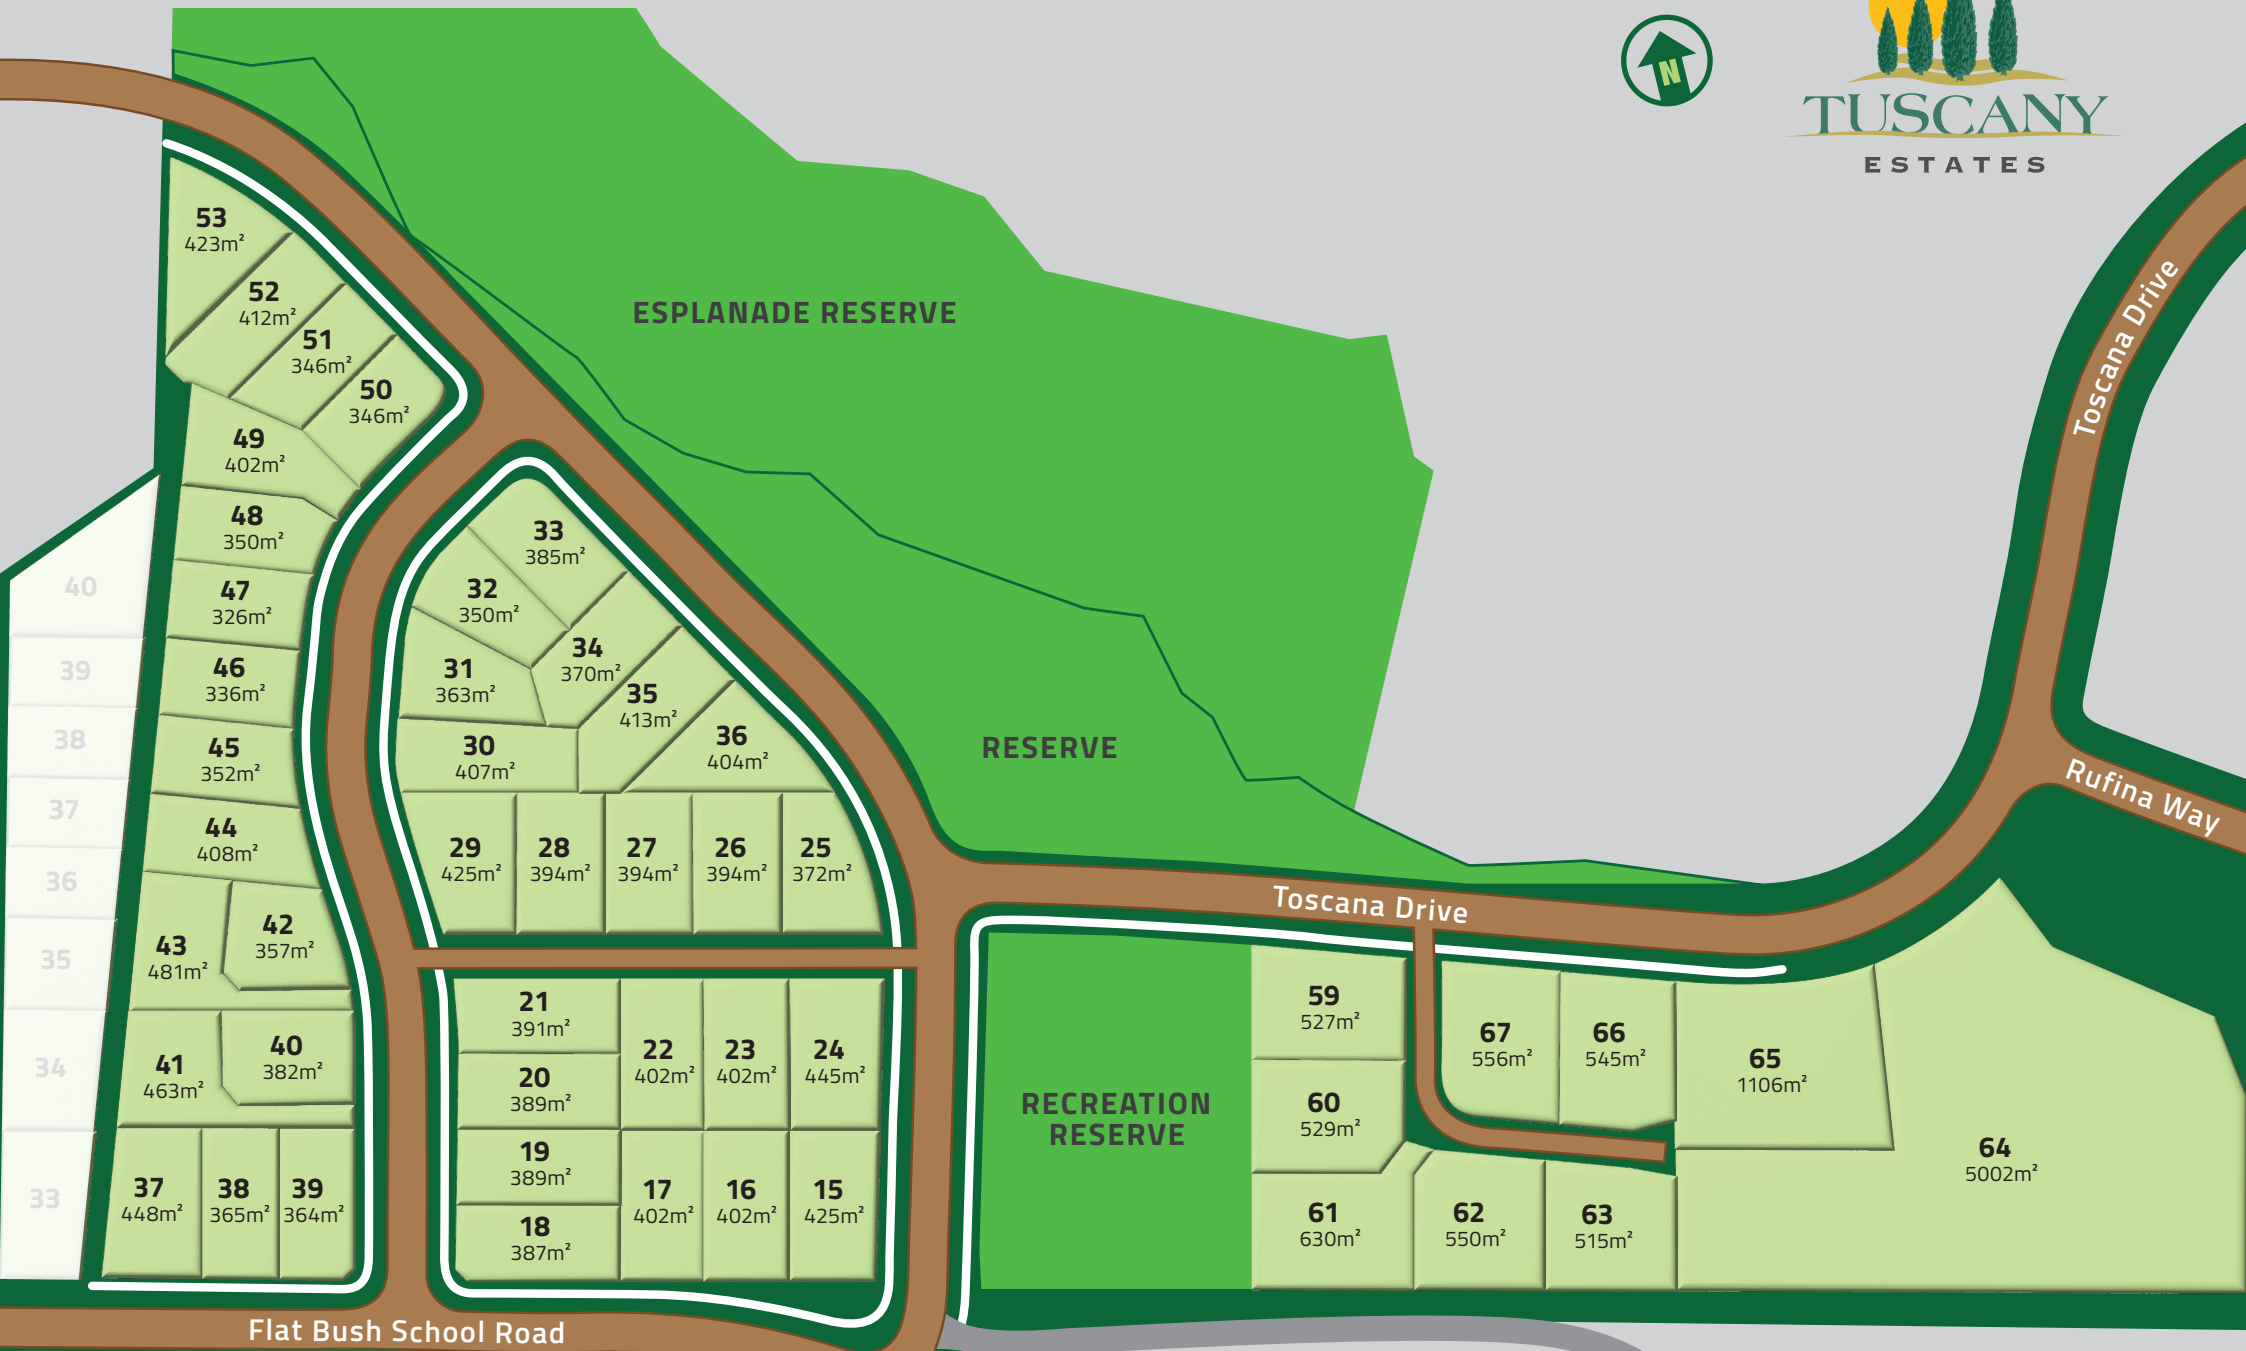 N
TUSCANY
ESTATES
53
423m²
52
412m²
51
346m²
50
346m²
49
402m²
48
350m²
47
326m²
46
336m²
45
352m²
44
408m²
43
481m²
42
357m²
41
463m²
40
382m²
37
448m²
38
365m²
39
364m²
40
39
38
37
36
35
34
33
33
385m²
32
350m²
31
363m²
34
370m²
35
413m²
36
404m²
30
407m²
29
425m²
28
394m²
27
394m²
26
394m²
25
372m²
21
391m²
20
389m²
19
389m²
18
387m²
22
402m²
23
402m²
24
445m²
17
402m²
16
402m²
15
425m²
ESPLANADE RESERVE
RESERVE
RECREATION
RESERVE
Toscana Drive
Toscana Drive
Rufina Way
59
527m²
60
529m²
61
630m²
62
550m²
63
515m²
67
556m²
66
545m²
65
1106m²
64
5002m²
Flat Bush School Road